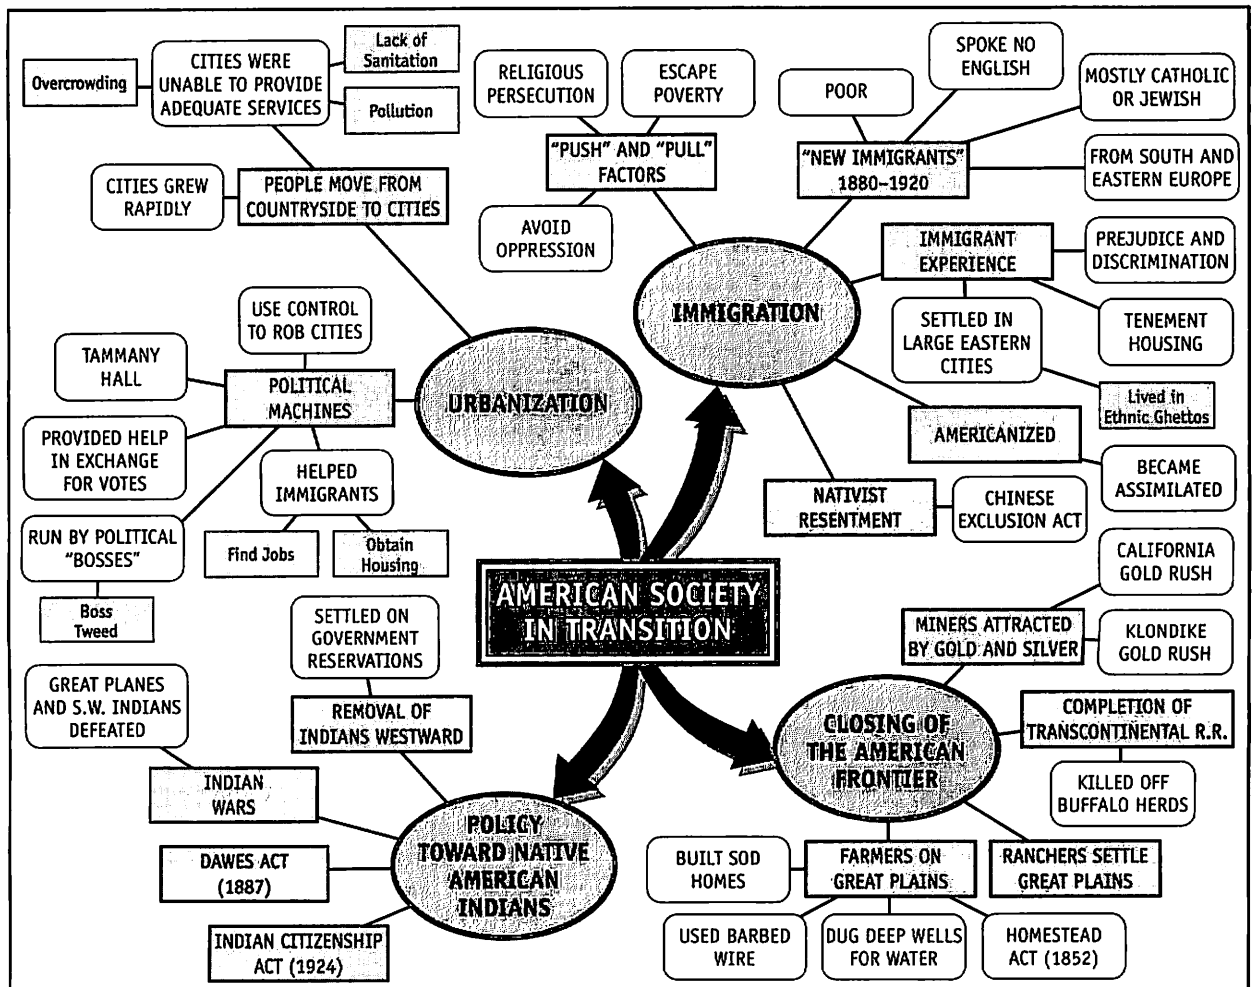 Overcrowding
CITIES WERE
UNABLE TO PROVIDE
ADEQUATE SERVICES
Lack of
Sanitation
Pollution
CITIES GREW
RAPIDLY
PEOPLE MOVE FROM
COUNTRYSIDE TO CITIES
RELIGIOUS
PERSECUTION
ESCAPE
POVERTY
"PUSH" AND "PULL"
FACTORS
AVOID
OPPRESSION
POOR
SPOKE NO
ENGLISH
MOSTLY CATHOLIC
OR JEWISH
"NEW IMMIGRANTS"
1880–1920
FROM SOUTH AND
EASTERN EUROPE
IMMIGRANT
EXPERIENCE
PREJUDICE AND
DISCRIMINATION
IMMIGRATION
SETTLED IN
LARGE EASTERN
CITIES
TENEMENT
HOUSING
Lived in
Ethnic Ghettos
AMERICANIZED
BECAME
ASSIMILATED
NATIVIST
RESENTMENT
CHINESE
EXCLUSION ACT
USE CONTROL
TO ROB CITIES
TAMMANY
HALL
POLITICAL
MACHINES
URBANIZATION
PROVIDED HELP
IN EXCHANGE
FOR VOTES
HELPED
IMMIGRANTS
RUN BY POLITICAL
"BOSSES"
Find Jobs
Obtain
Housing
Boss
Tweed
AMERICAN SOCIETY
IN TRANSITION
CALIFORNIA
GOLD RUSH
MINERS ATTRACTED
BY GOLD AND SILVER
KLONDIKE
GOLD RUSH
SETTLED ON
GOVERNMENT
RESERVATIONS
GREAT PLANES
AND S.W. INDIANS
DEFEATED
REMOVAL OF
INDIANS WESTWARD
INDIAN
WARS
DAWES ACT
(1887)
INDIAN CITIZENSHIP
ACT (1924)
POLICY
TOWARD NATIVE
AMERICAN
INDIANS
CLOSING OF
THE AMERICAN
FRONTIER
COMPLETION OF
TRANSCONTINENTAL R.R.
KILLED OFF
BUFFALO HERDS
BUILT SOD
HOMES
FARMERS ON
GREAT PLAINS
RANCHERS SETTLE
GREAT PLAINS
USED BARBED
WIRE
DUG DEEP WELLS
FOR WATER
HOMESTEAD
ACT (1852)